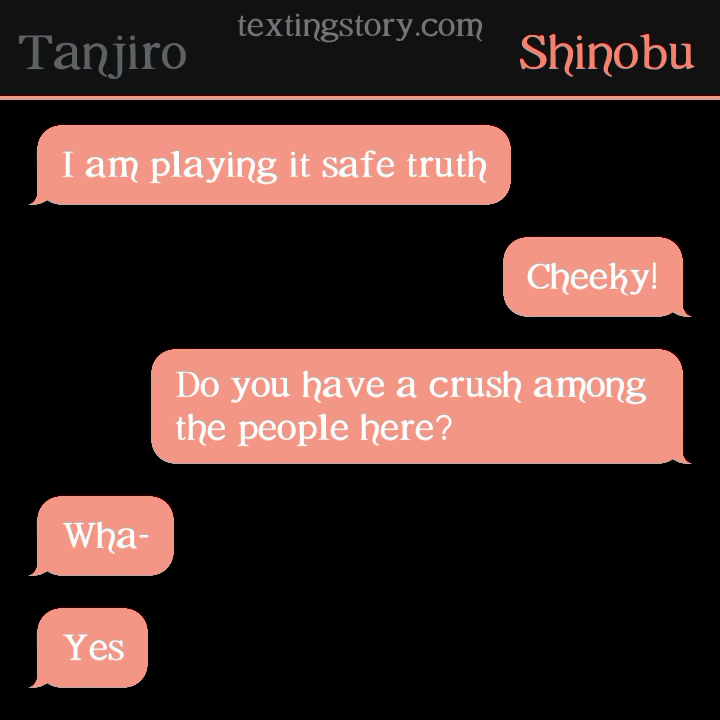 textingstory.com
Tanjiro
Shinobu
I am playing it safe truth
Cheeky!
Do you have a crush among
the people here?
Wha-
Yes